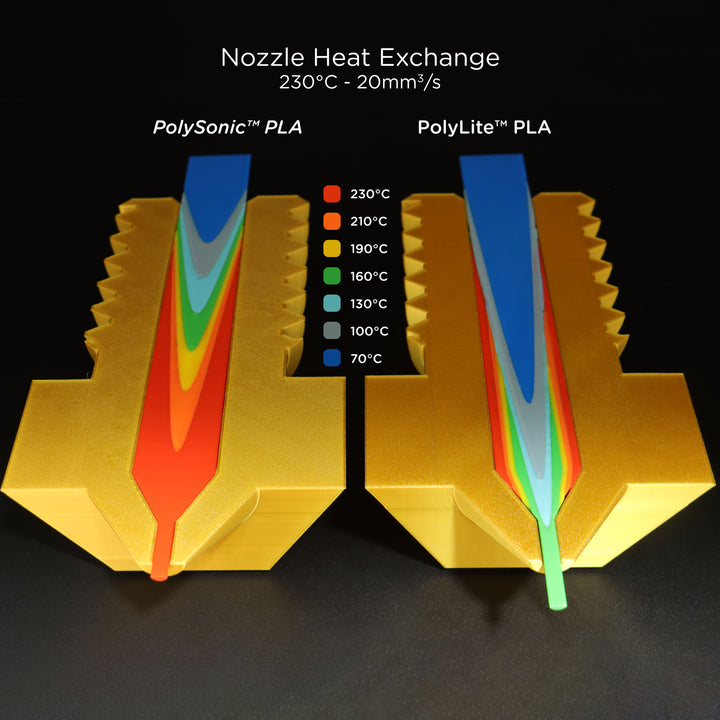 Nozzle Heat Exchange
230°C - 20mm³/s
PolySonic™ PLA
PolyLite™ PLA
230°C
210°C
190°C
160°C
130°C
100°C
70°C